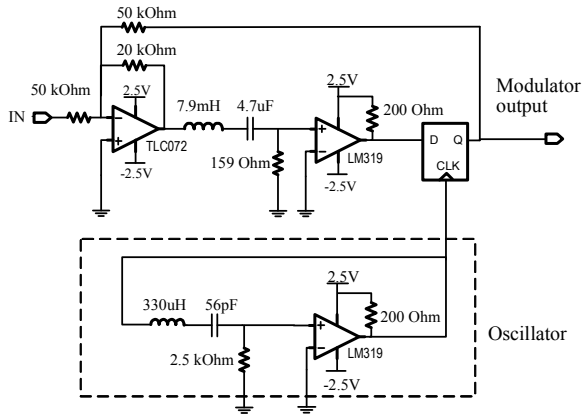 50 kOhm
20 kOhm
50 kOhm
2.5V
IN
TLC072
-2.5V
7.9mH
4.7uF
159 Ohm
2.5V
200 Ohm
LM319
-2.5V
D Q
CLK
Modulator
output
330uH
56pF
2.5 kOhm
2.5V
200 Ohm
LM319
-2.5V
Oscillator